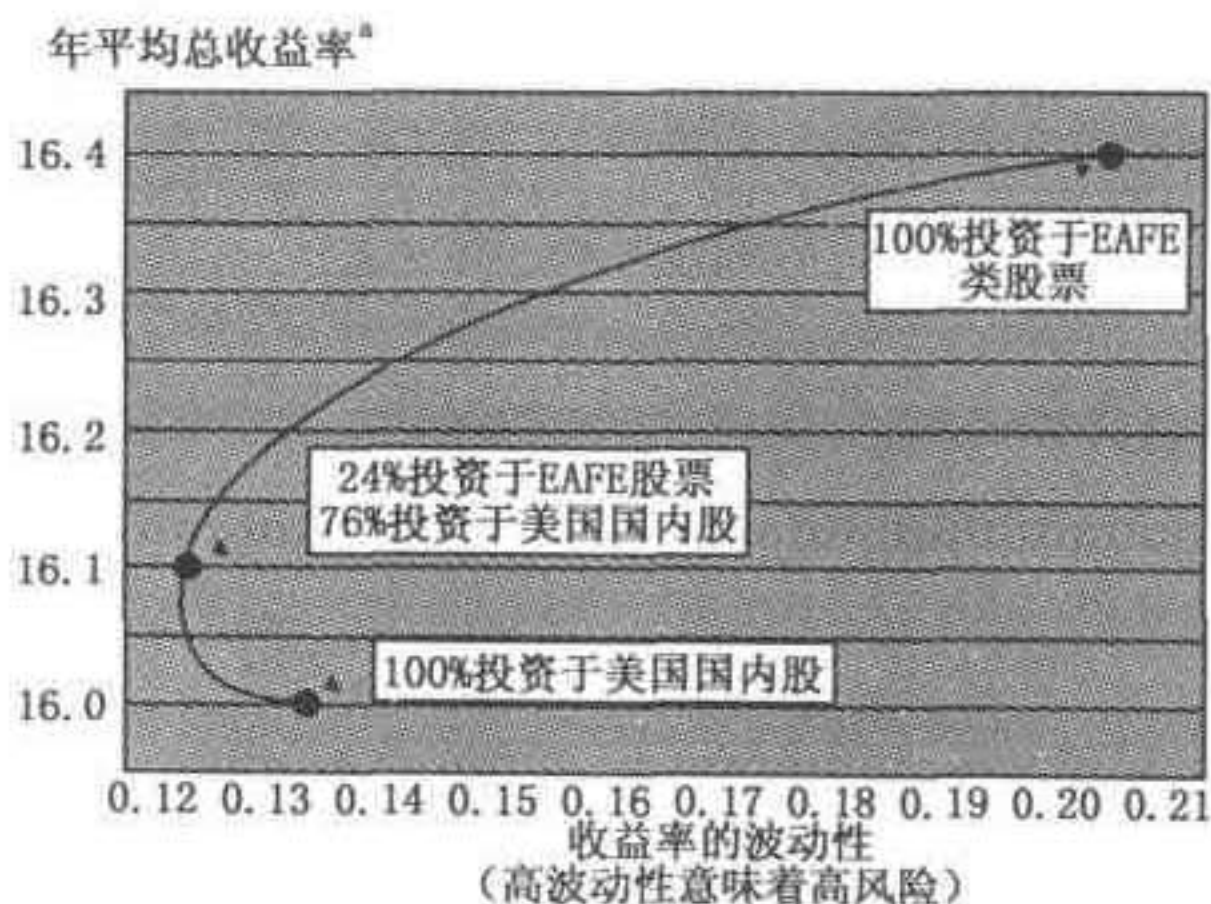 年平均总收益率a
16.4
100%投资于EAFE
类股票
16.3
16.2
24%投资于EAFE股票
76%投资于美国国内股
16.1
100%投资于美国国内股
16.0
0.12 0.13 0.14 0.15 0.16 0.17 0.18 0.19 0.20 0.21
收益率的波动性
（高波动性意味着高风险）